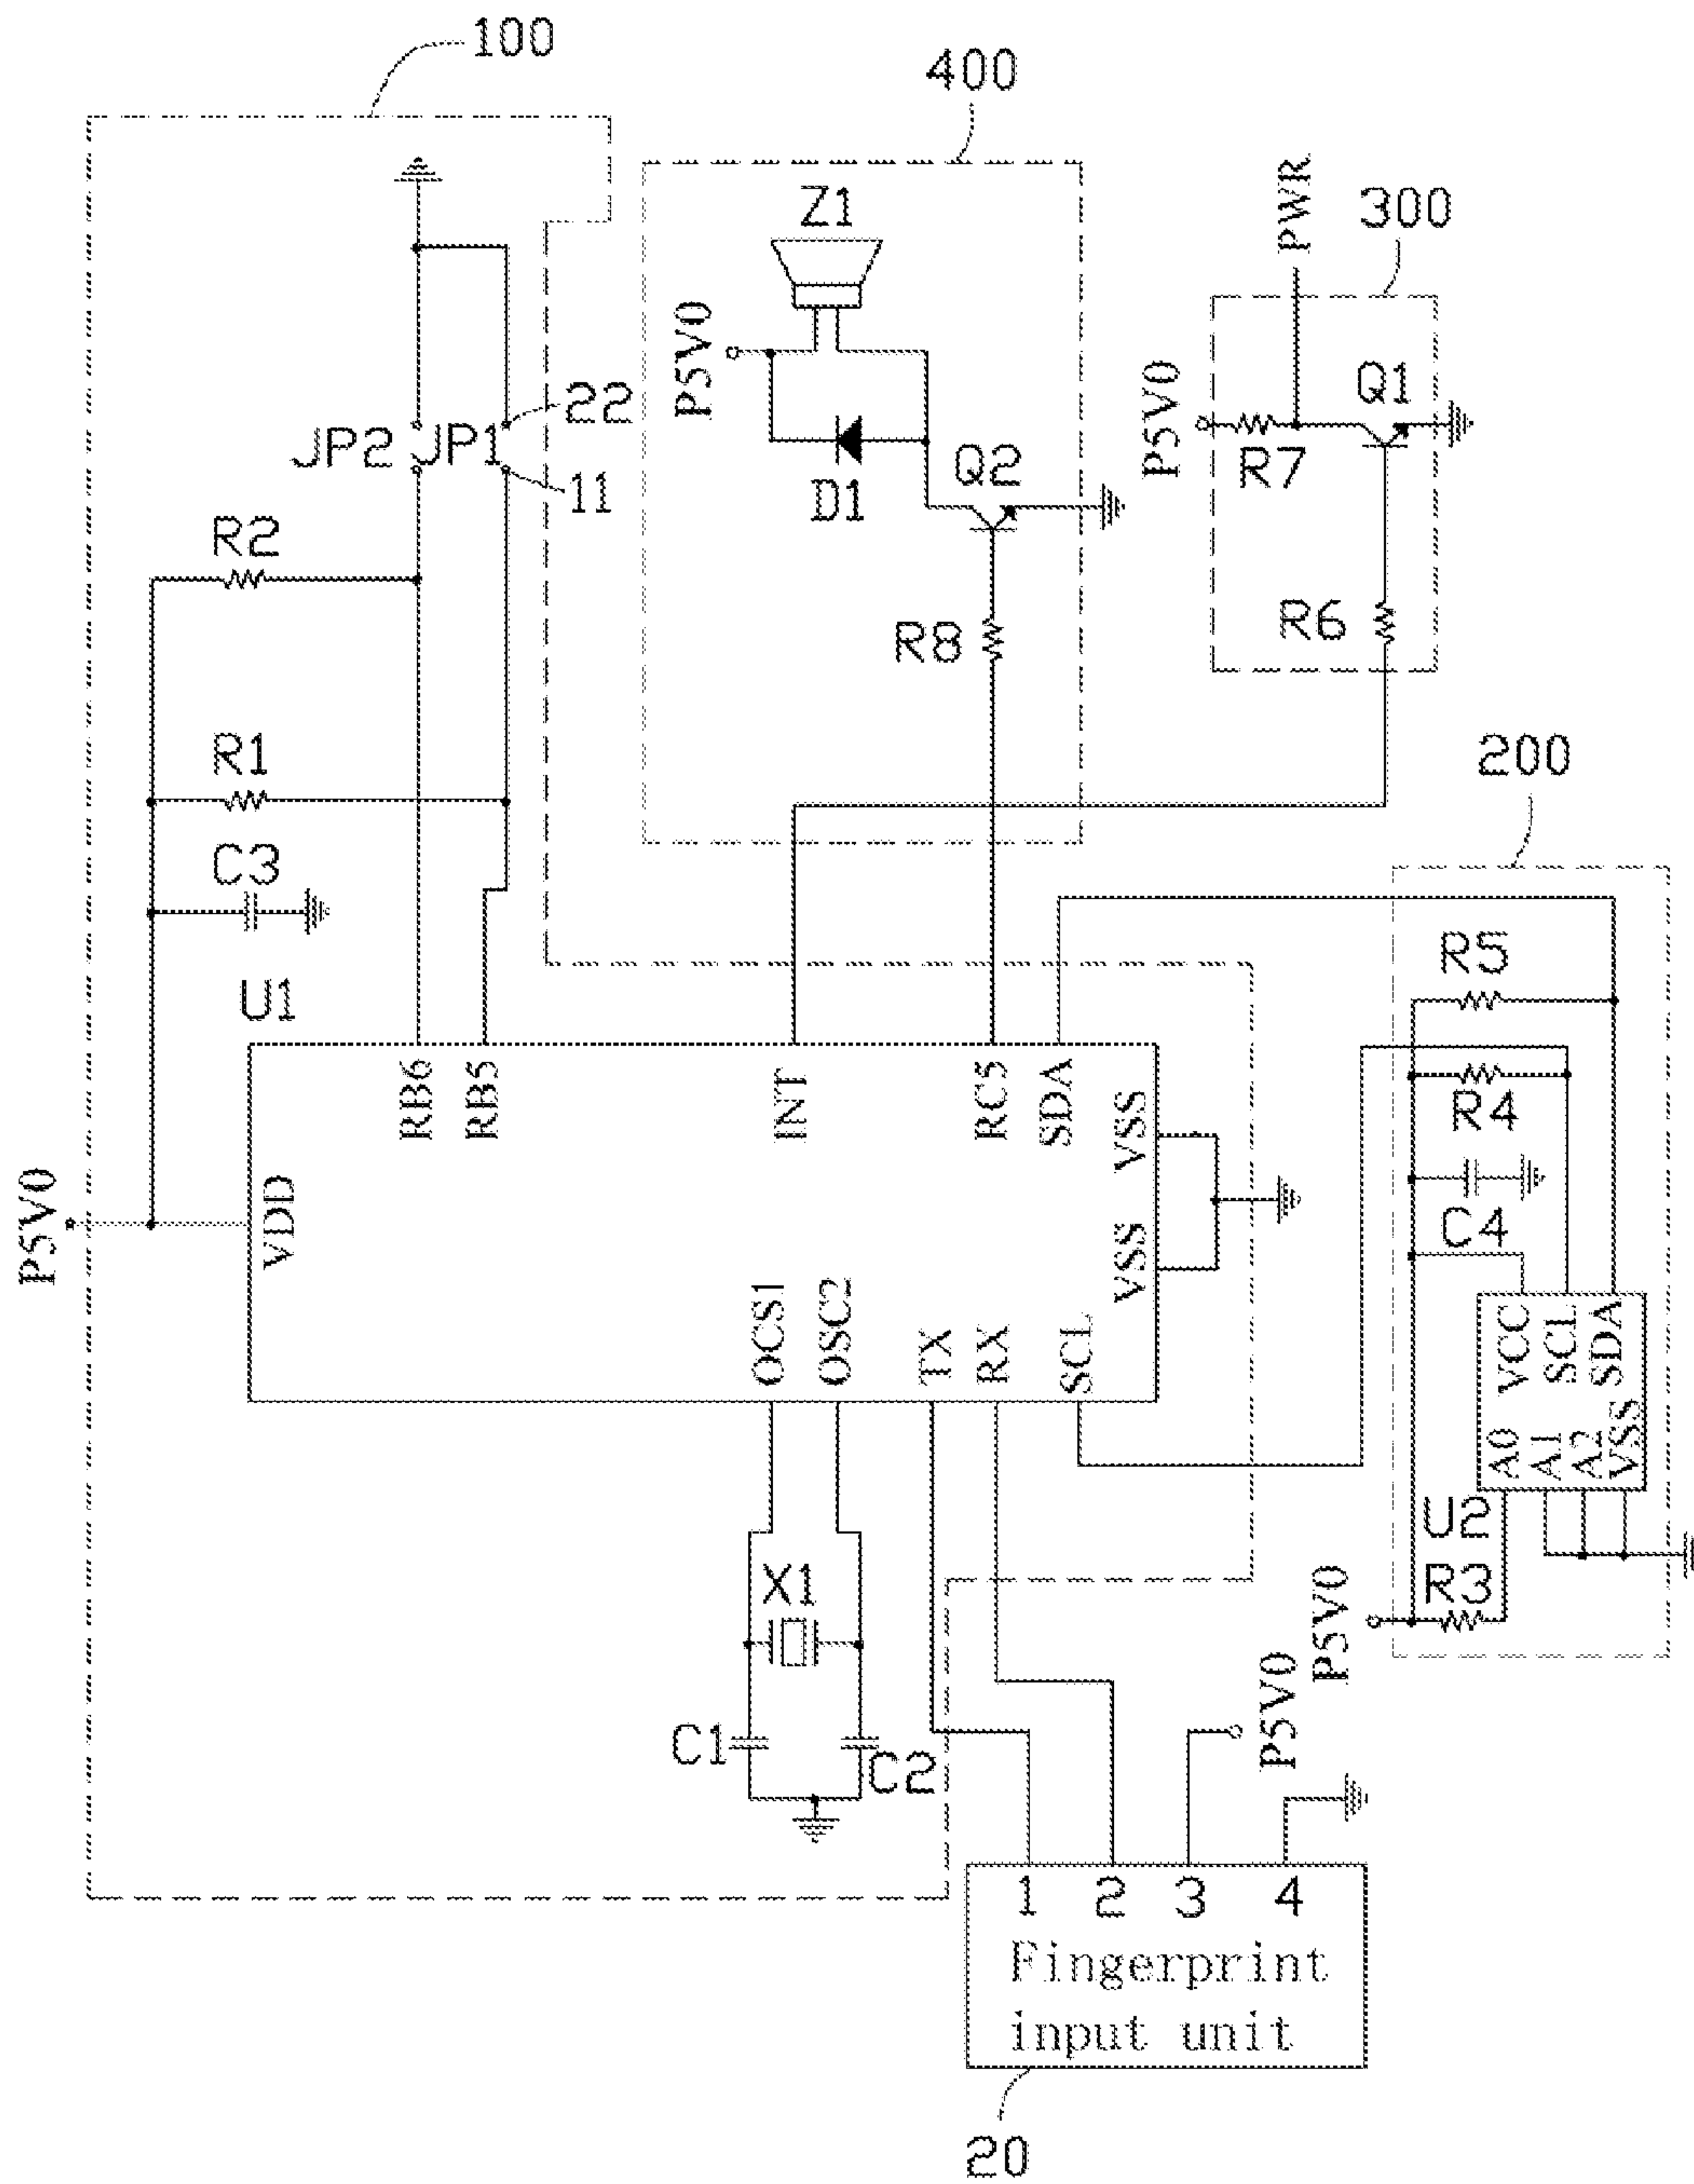 100
400
Z1
PWR
300
P5V0
P5V0
Q1
22
JP2
JP1
Q2
R7
11
D1
R2
R8
R6
R1
200
C3
R5
U1
RB6
RB5
INT
RC5
SDA
VSS
R4
P5V0
VDD
C4
VSS
OCS1
OSC2
TX
RX
SCL
VCC
SCL
SDA
A0
A1
A2
VSS
U2
X1
R3
P5V0
P5V0
C1
C2
1 2 3 4
Fingerprint
input unit
20